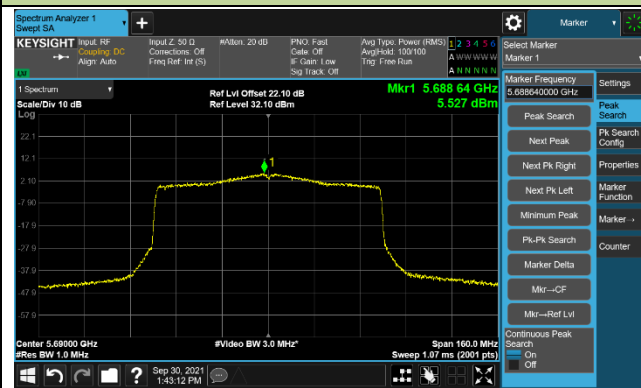 Spectrum Analyzer 1
Swept SA
+
Marker
KEYSIGHT
Input: RF
Coupling: DC
Align: Auto
Input Z: 50 Ω
Corrections: Off
Freq Ref: Int (S)
#Atten: 20 dB
PNO: Fast
Gate: Off
IF Gain: Low
Sig Track: Off
Avg Type: Power (RMS)
Avg|Hold: 100/100
Trig: Free Run
1 2 3 4 5 6
A W W W W W
A N N N N N
LXI
Select Marker
Marker 1
1 Spectrum
Scale/Div 10 dB
Log
Ref Lvl Offset 22.10 dB
Ref Level 32.10 dBm
Mkr1 5.688 64 GHz
5.527 dBm
22.1
12.1
2.10
-7.90
-17.9
-27.9
-37.9
-47.9
-57.9
1
Center 5.69000 GHz
#Res BW 1.0 MHz
#Video BW 3.0 MHz*
Span 160.0 MHz
Sweep 1.07 ms (2001 pts)
Marker Frequency
5.688640000 GHz
Peak Search
Next Peak
Next Pk Right
Next Pk Left
Minimum Peak
Pk-Pk Search
Marker Delta
Mkr→CF
Mkr→Ref Lvl
Continuous Peak
Search
On
Off
Settings
Peak
Search
Pk Search
Config
Properties
Marker
Function
Marker→
Counter
?
Sep 30, 2021
1:43:12 PM